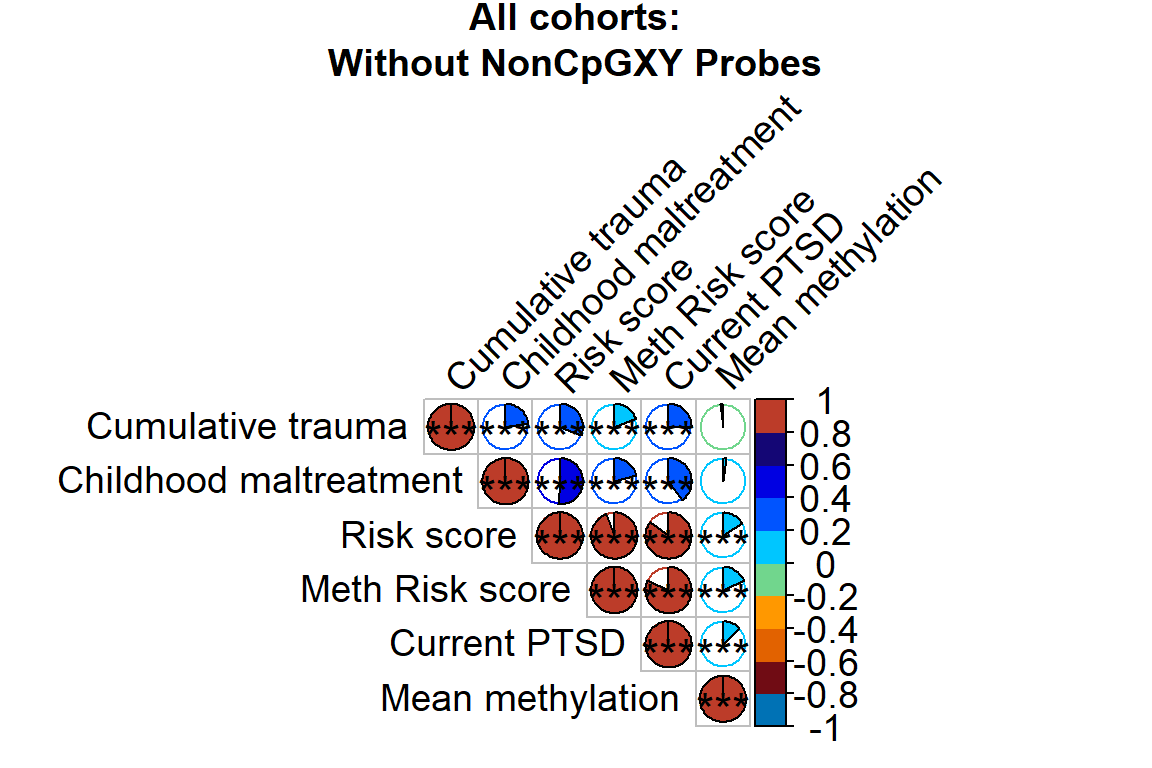 All cohorts:
Without NonCpGXY Probes
Cumulative trauma
Childhood maltreatment
Risk score
Meth Risk score
Current PTSD
Mean methylation
Cumulative trauma *** *** *** *** ***
Childhood maltreatment *** *** *** ***
Risk score *** *** *** ***
Meth Risk score *** *** ***
Current PTSD *** ***
Mean methylation ***
1
0.8
0.6
0.4
0.2
0
-0.2
-0.4
-0.6
-0.8
-1